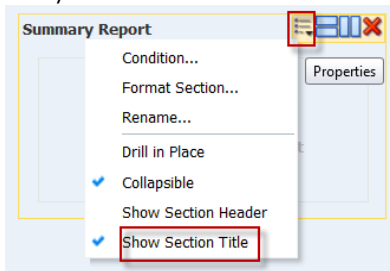 Summary Report
Condition...
Properties
Format Section...
Rename...
Drill in Place
Collapsible
Show Section Header
Show Section Title